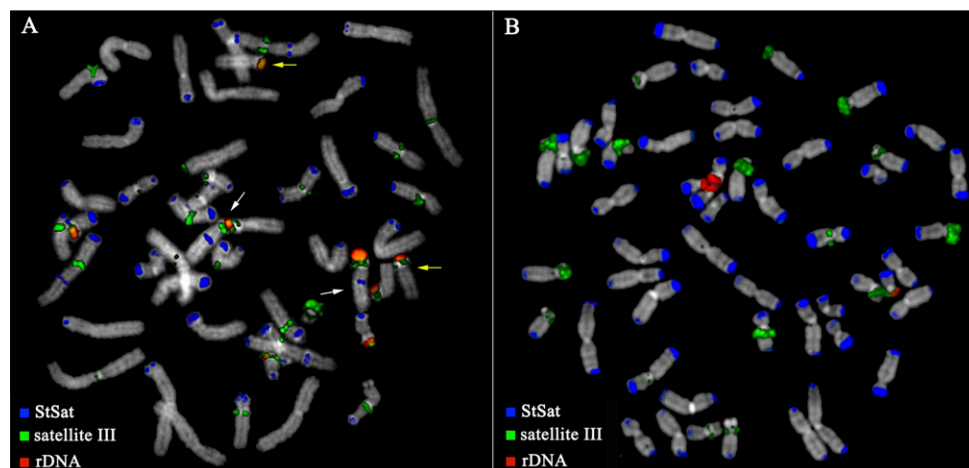 A
StSat
satellite III
rDNA
B
StSat
satellite III
rDNA